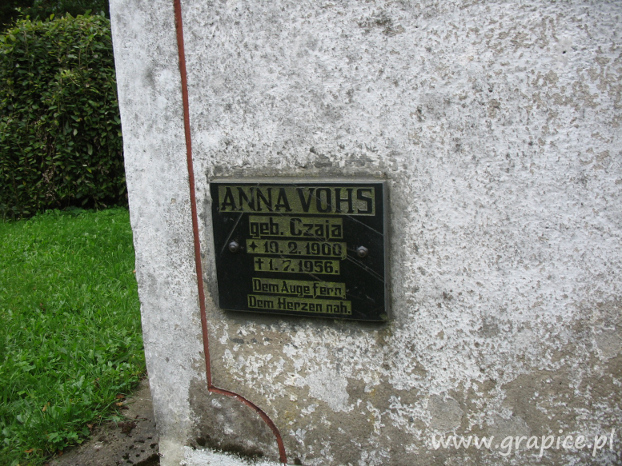 ANNA VOHS
geb. Czaja
+ 19. 2. 1900
† 1. 7. 1956.
Dem Auge fern
Dem Herzen nah.
www.grapice.pl